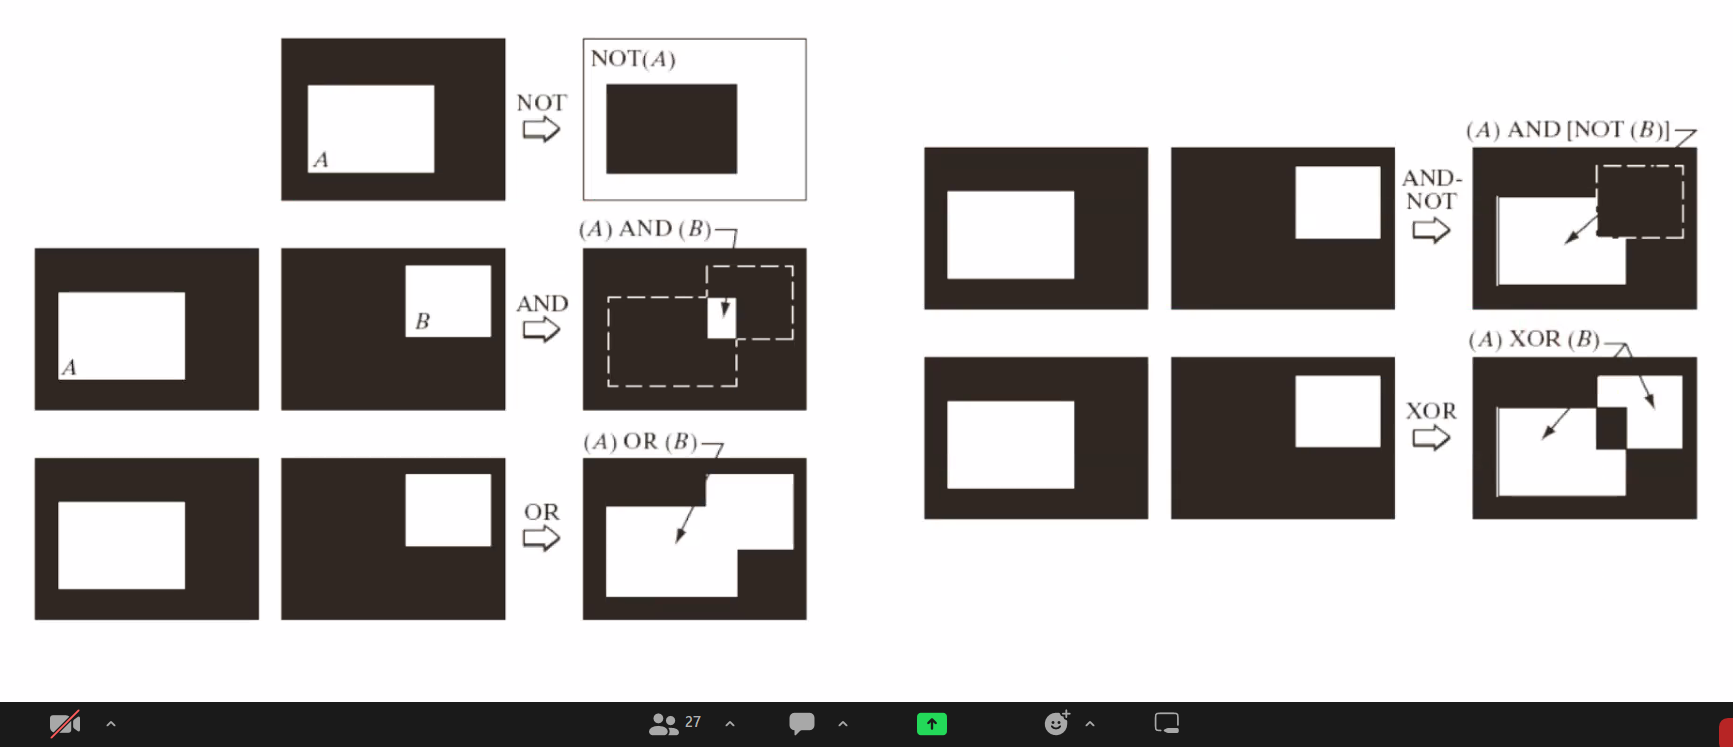 NOT
NOT(A)
A
(A) AND (B)
AND
B
A
(A) OR (B)
OR
(A) AND [NOT (B)]
AND-
NOT
(A) XOR (B)
XOR
27